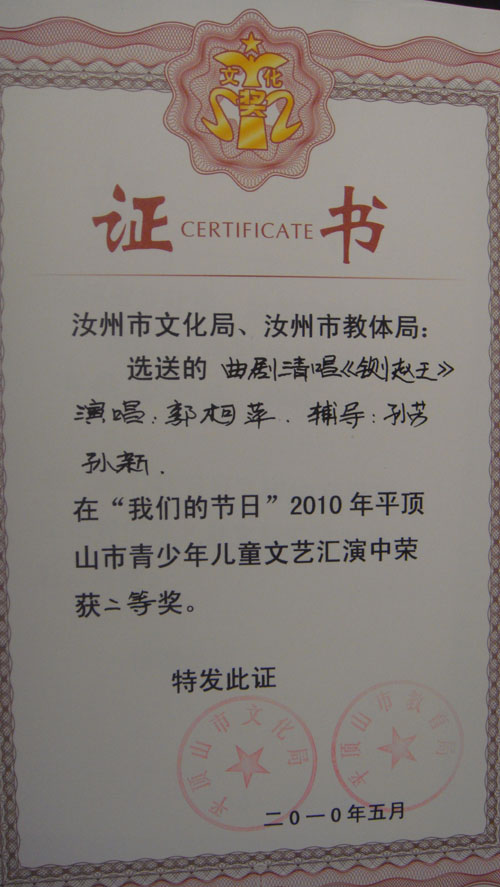 文化
奖
证 CERTIFICATE 书
汝州市文化局、汝州市教体局：
选送的 曲剧清唱《铡赵王》
演唱：郭柯萍. 辅导：孙芳
孙新.
在“我们的节日”2010年平顶
山市青少年儿童文艺汇演中荣
获二等奖。
特发此证
平顶山市文化局
平顶山市教育局
二0一0年五月